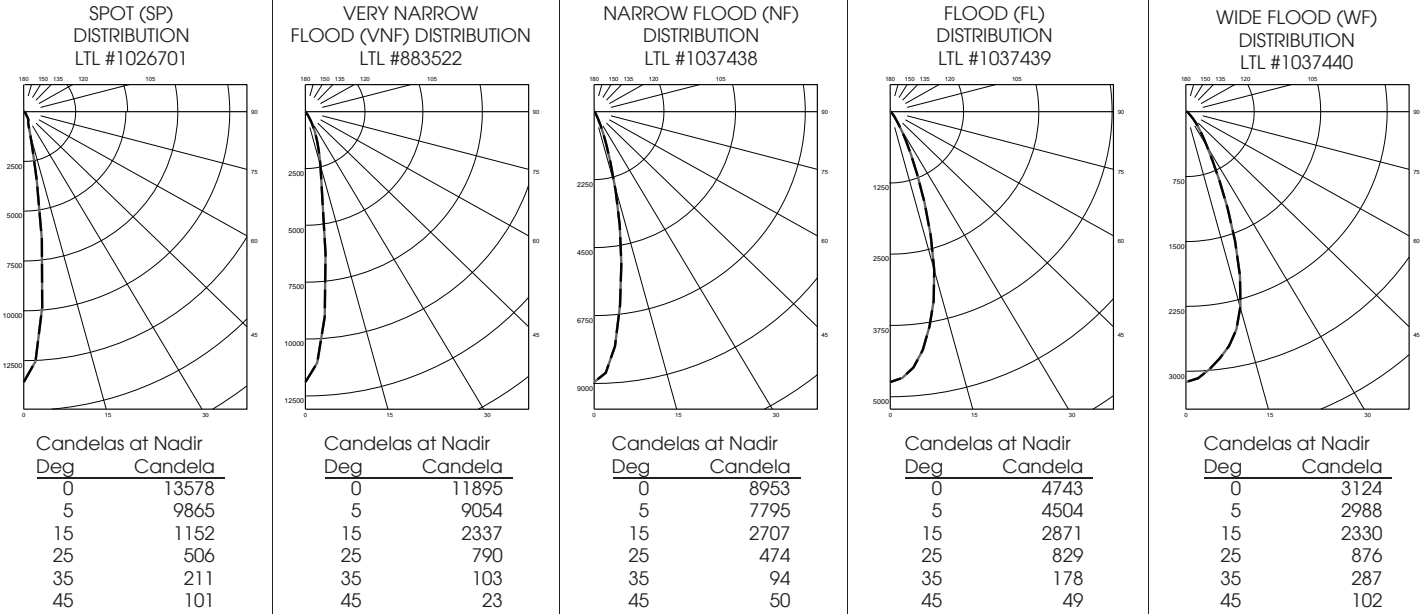 SPOT (SP)
DISTRIBUTION
LTL #1026701
180 150 135 120 105
90
75
60
45
2500
5000
7500
10000
12500
0 15 30
Candelas at Nadir
Deg Candela
0 13578
5 9865
15 1152
25 506
35 211
45 101
VERY NARROW
FLOOD (VNF) DISTRIBUTION
LTL #883522
180 150 135 120 105
90
75
60
45
2500
5000
7500
10000
12500
0 15 30
Candelas at Nadir
Deg Candela
0 11895
5 9054
15 2337
25 790
35 103
45 23
NARROW FLOOD (NF)
DISTRIBUTION
LTL #1037438
180 150 135 120 105
90
75
60
45
2250
4500
6750
9000
0 15 30
Candelas at Nadir
Deg Candela
0 8953
5 7795
15 2707
25 474
35 94
45 50
FLOOD (FL)
DISTRIBUTION
LTL #1037439
180 150 135 120 105
90
75
60
45
1250
2500
3750
5000
0 15 30
Candelas at Nadir
Deg Candela
0 4743
5 4504
15 2871
25 829
35 178
45 49
WIDE FLOOD (WF)
DISTRIBUTION
LTL #1037440
180 150 135 120 105
90
75
60
45
750
1500
2250
3000
0 15 30
Candelas at Nadir
Deg Candela
0 3124
5 2988
15 2330
25 876
35 287
45 102